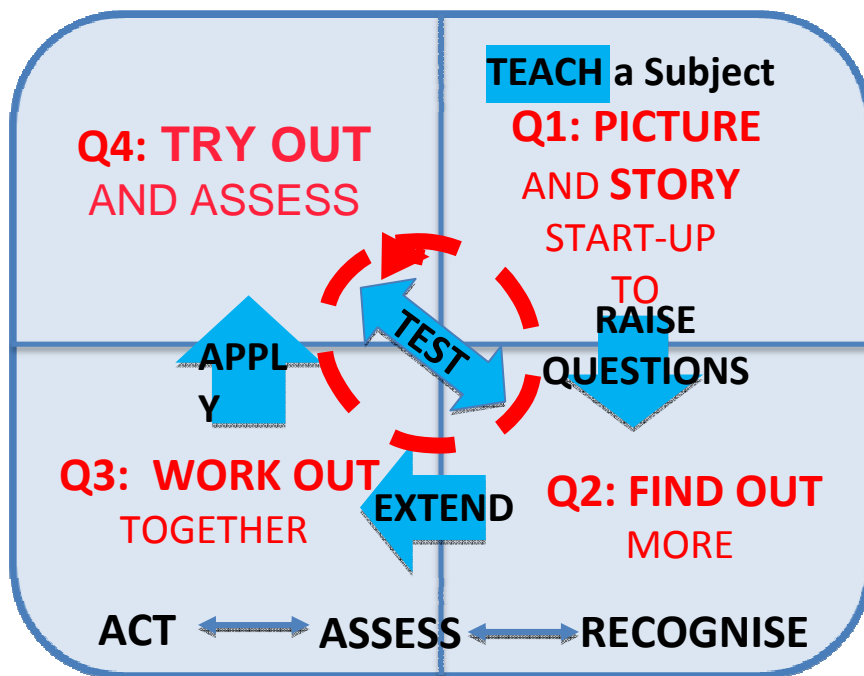 TEACH a Subject
Q1: PICTURE
AND STORY
START-UP
TO
RAISE
QUESTIONS
Q2: FIND OUT
MORE
EXTEND
Q3: WORK OUT
TOGETHER
APPL
Y
Q4: TRY OUT
AND ASSESS
TEST
ACT ASSESS RECOGNISE